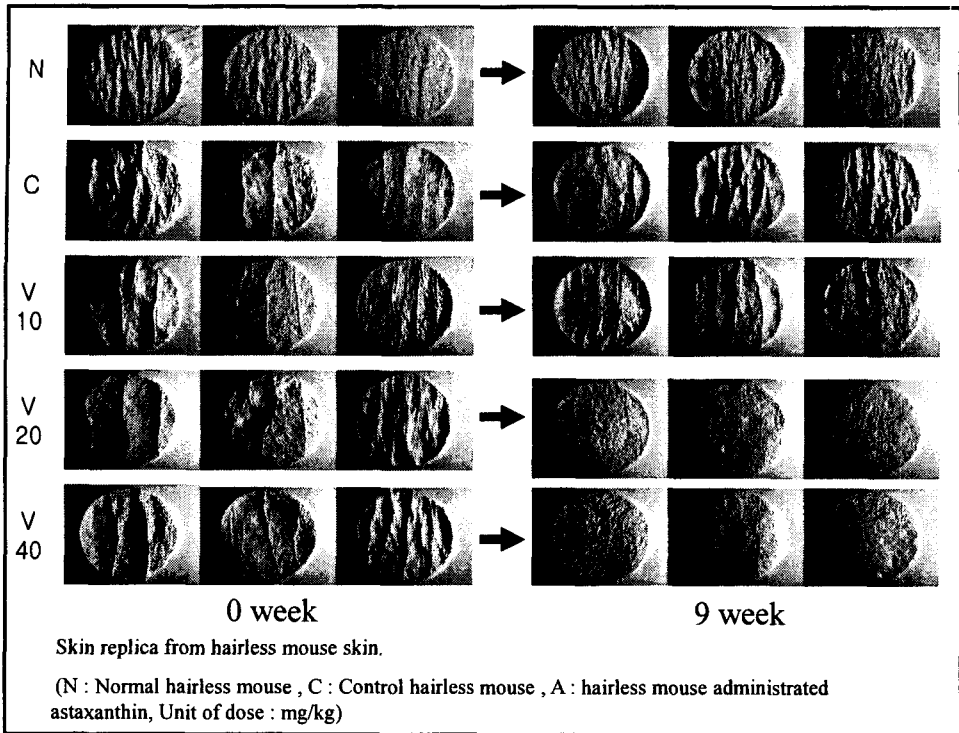 N
C
V
10
V
20
V
40
0 week
9 week
Skin replica from hairless mouse skin.
(N : Normal hairless mouse , C : Control hairless mouse , A : hairless mouse administrated
astaxanthin, Unit of dose : mg/kg)